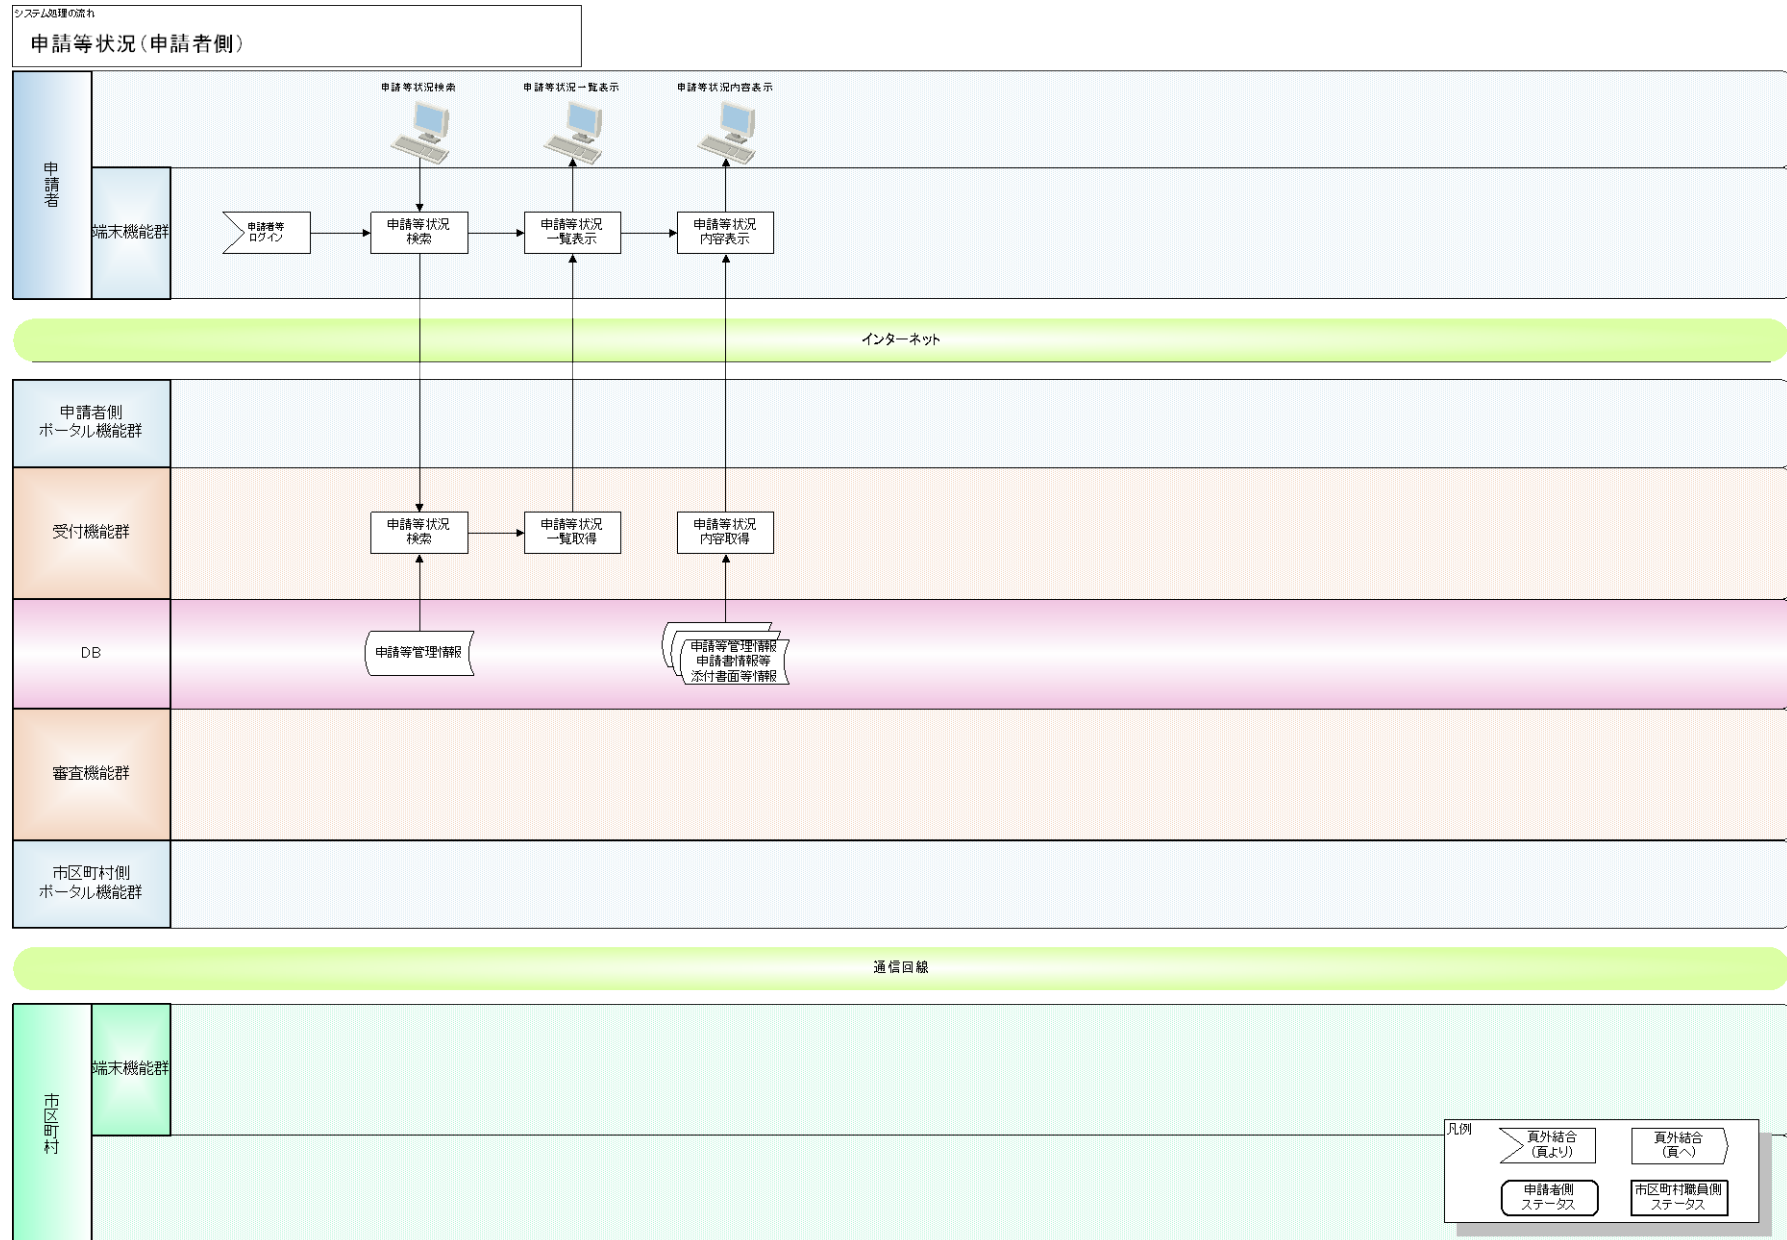 システム処理の流れ
申請等状況(申請者側)
申請等状況検索
申請等状況一覧表示
申請等状況内容表示
申請者
端末機能群
申請者等
ログイン
申請等状況
検索
申請等状況
一覧表示
申請等状況
内容表示
インターネット
申請者側
ポータル機能群
受付機能群
申請等状況
検索
申請等状況
一覧取得
申請等状況
内容取得
DB
申請等管理情報
申請等管理情報
申請書情報等
添付書面等情報
審査機能群
市区町村側
ポータル機能群
通信回線
市区町村
端末機能群
凡例
頁外結合
(頁より)
頁外結合
(頁へ)
申請者側
ステータス
市区町村職員側
ステータス